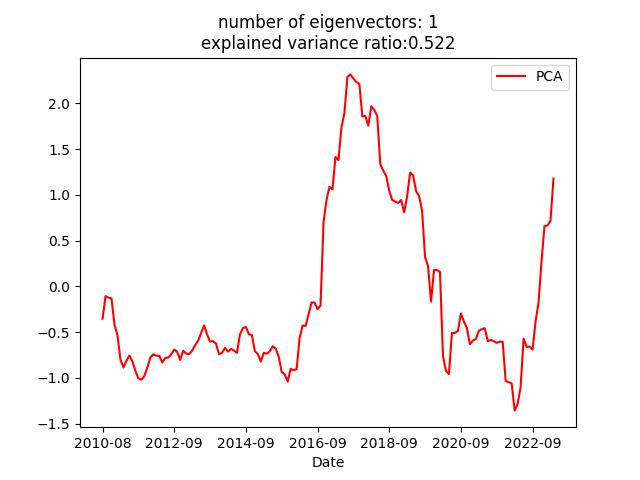 number of eigenvectors: 1
explained variance ratio:0.522
PCA
2.0
1.5
1.0
0.5
0.0
−0.5
−1.0
−1.5
2010-08 2012-09 2014-09 2016-09 2018-09 2020-09 2022-09
Date